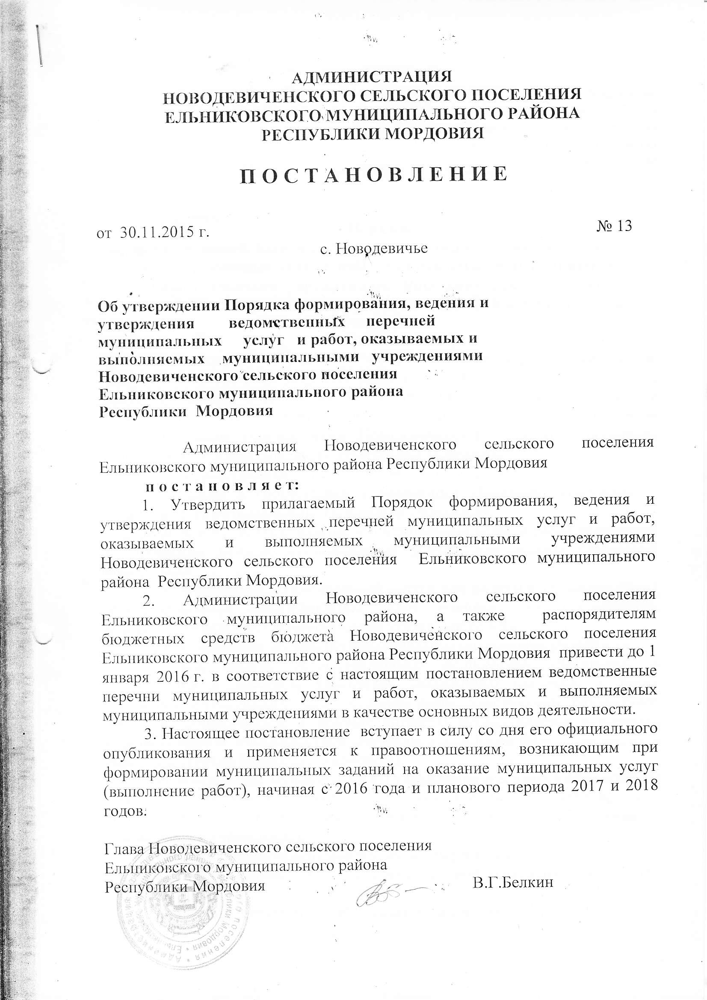 АДМИНИСТРАЦИЯ
НОВОДЕВИЧЕНСКОГО СЕЛЬСКОГО ПОСЕЛЕНИЯ
ЕЛЬНИКОВСКОГО МУНИЦИПАЛЬНОГО РАЙОНА
РЕСПУБЛИКИ МОРДОВИЯ
П О С Т А Н О В Л Е Н И Е
от 30.11.2015 г. № 13
с. Новодевичье
Об утверждении Порядка формирования, ведения и
утверждения ведомственных перечней
муниципальных услуг и работ, оказываемых и
выполняемых муниципальными учреждениями
Новодевиченского сельского поселения
Ельниковского муниципального района
Республики Мордовия
Администрация Новодевиченского сельского поселения
Ельниковского муниципального района Республики Мордовия
п о с т а н о в л я е т:
1. Утвердить прилагаемый Порядок формирования, ведения и
утверждения ведомственных перечней муниципальных услуг и работ,
оказываемых и выполняемых муниципальными учреждениями
Новодевиченского сельского поселения Ельниковского муниципального
района Республики Мордовия.
2. Администрации Новодевиченского сельского поселения
Ельниковского муниципального района, а также распорядителям
бюджетных средств бюджета Новодевиченского сельского поселения
Ельниковского муниципального района Республики Мордовия привести до 1
января 2016 г. в соответствие с настоящим постановлением ведомственные
перечни муниципальных услуг и работ, оказываемых и выполняемых
муниципальными учреждениями в качестве основных видов деятельности.
3. Настоящее постановление вступает в силу со дня его официального
опубликования и применяется к правоотношениям, возникающим при
формировании муниципальных заданий на оказание муниципальных услуг
(выполнение работ), начиная с 2016 года и планового периода 2017 и 2018
годов.
Глава Новодевиченского сельского поселения
Ельниковского муниципального района
Республики Мордовия В.Г.Белкин